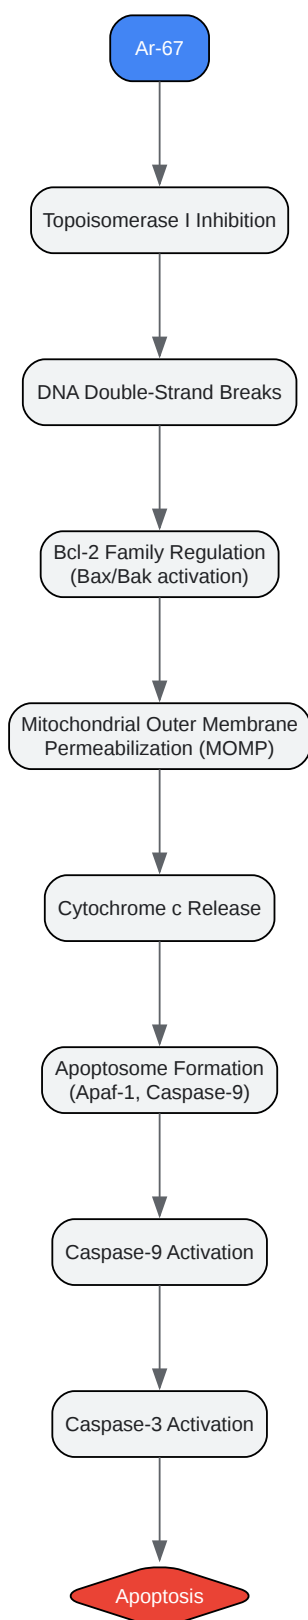 Ar-67
Topoisomerase I Inhibition
DNA Double-Strand Breaks
Bcl-2 Family Regulation
(Bax/Bak activation)
Mitochondrial Outer Membrane
Permeabilization (MOMP)
Cytochrome c Release
Apoptosome Formation
(Apaf-1, Caspase-9)
Caspase-9 Activation
Caspase-3 Activation
Apoptosis